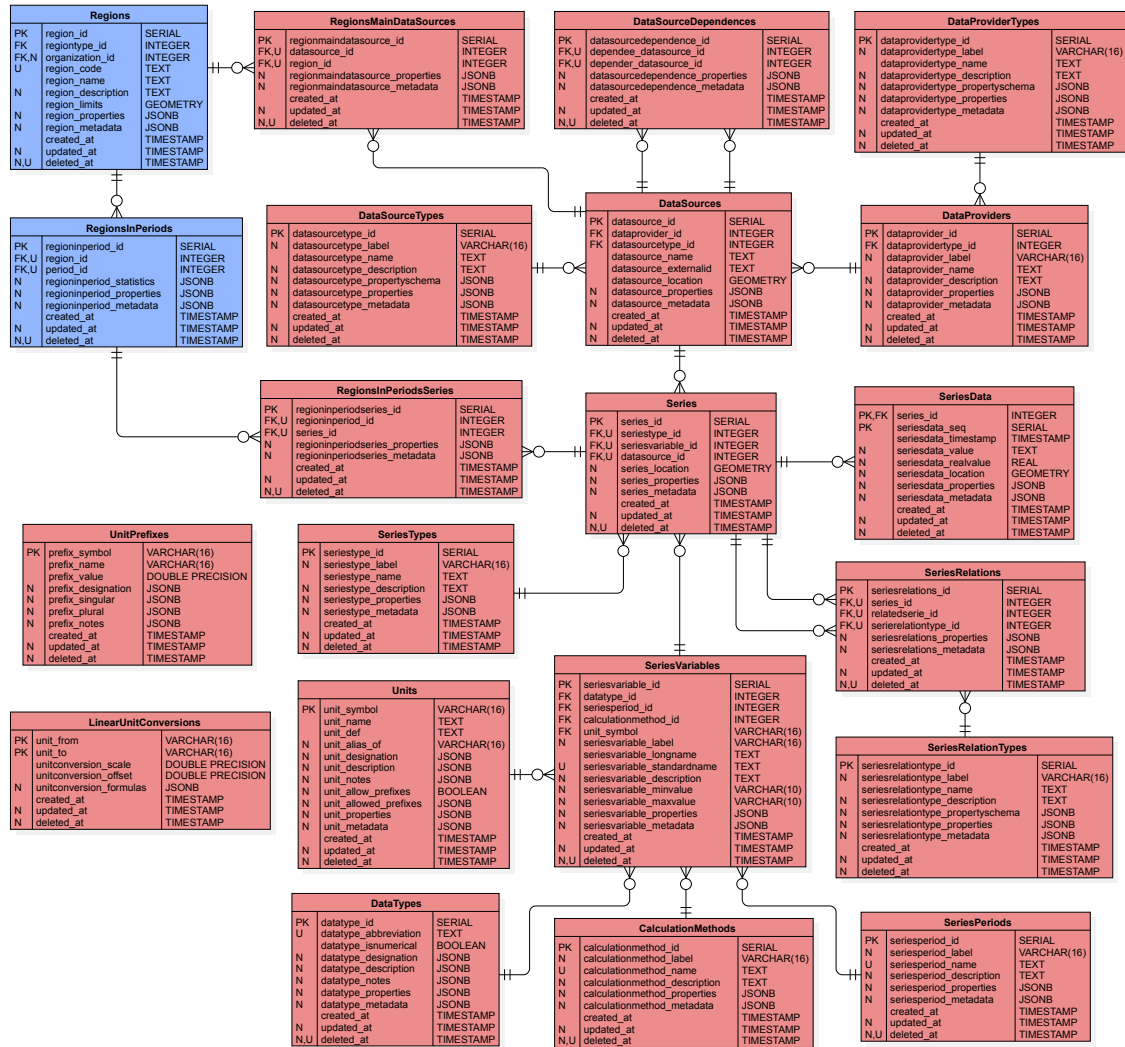 Regions
PK region_id SERIAL
FK regiontype_id INTEGER
FK,N organization_id INTEGER
U region_code TEXT
region_name TEXT
N region_description TEXT
region_limits GEOMETRY
N region_properties JSONB
N region_metadata JSONB
created_at TIMESTAMP
N updated_at TIMESTAMP
N,U deleted_at TIMESTAMP
RegionsMainDataSources
PK regionmaindatasource_id SERIAL
FK,U datasource_id INTEGER
FK,U region_id INTEGER
N regionmaindatasource_properties JSONB
N regionmaindatasource_metadata JSONB
created_at TIMESTAMP
N updated_at TIMESTAMP
N,U deleted_at TIMESTAMP
DataSourceDependences
PK datasourcedependence_id SERIAL
FK,U dependee_datasource_id INTEGER
FK,U depender_datasource_id INTEGER
N datasourcedependence_properties JSONB
N datasourcedependence_metadata JSONB
created_at TIMESTAMP
N updated_at TIMESTAMP
N,U deleted_at TIMESTAMP
DataProviderTypes
PK dataprovidertype_id SERIAL
N dataprovidertype_label VARCHAR(16)
dataprovidertype_name TEXT
N dataprovidertype_description TEXT
N dataprovidertype_propertyschema JSONB
N dataprovidertype_properties JSONB
N dataprovidertype_metadata JSONB
created_at TIMESTAMP
N updated_at TIMESTAMP
N deleted_at TIMESTAMP
RegionsInPeriods
PK regioninperiod_id SERIAL
FK,U region_id INTEGER
FK,U period_id INTEGER
N regioninperiod_statistics JSONB
N regioninperiod_properties JSONB
N regioninperiod_metadata JSONB
created_at TIMESTAMP
N updated_at TIMESTAMP
N,U deleted_at TIMESTAMP
DataSourceTypes
PK datasourcetype_id SERIAL
N datasourcetype_label VARCHAR(16)
datasourcetype_name TEXT
N datasourcetype_description TEXT
N datasourcetype_propertyschema JSONB
N datasourcetype_properties JSONB
N datasourcetype_metadata JSONB
created_at TIMESTAMP
N updated_at TIMESTAMP
N deleted_at TIMESTAMP
DataSources
PK datasource_id SERIAL
FK dataprovider_id INTEGER
FK datasourcetype_id INTEGER
datasource_name TEXT
datasource_externalid TEXT
datasource_location GEOMETRY
N datasource_properties JSONB
N datasource_metadata JSONB
created_at TIMESTAMP
N updated_at TIMESTAMP
N deleted_at TIMESTAMP
DataProviders
PK dataprovider_id SERIAL
FK dataprovidertype_id INTEGER
N dataprovider_label VARCHAR(16)
dataprovider_name TEXT
N dataprovider_description TEXT
N dataprovider_properties JSONB
N dataprovider_metadata JSONB
created_at TIMESTAMP
N updated_at TIMESTAMP
N deleted_at TIMESTAMP
RegionsInPeriodsSeries
PK regioninperiodseries_id SERIAL
FK,U regioninperiod_id INTEGER
FK,U series_id INTEGER
N regioninperiodseries_properties JSONB
N regioninperiodseries_metadata JSONB
created_at TIMESTAMP
N updated_at TIMESTAMP
N,U deleted_at TIMESTAMP
Series
PK series_id SERIAL
FK,U seriestype_id INTEGER
FK,U seriesvariable_id INTEGER
FK,U datasource_id INTEGER
N series_location GEOMETRY
N series_properties JSONB
N series_metadata JSONB
created_at TIMESTAMP
N updated_at TIMESTAMP
N,U deleted_at TIMESTAMP
SeriesData
PK,FK series_id INTEGER
PK seriesdata_seq SERIAL
seriesdata_timestamp TIMESTAMP
N seriesdata_value TEXT
N seriesdata_realvalue REAL
N seriesdata_location GEOMETRY
N seriesdata_properties JSONB
N seriesdata_metadata JSONB
created_at TIMESTAMP
N updated_at TIMESTAMP
N deleted_at TIMESTAMP
UnitPrefixes
PK prefix_symbol VARCHAR(16)
prefix_name VARCHAR(16)
prefix_value DOUBLE PRECISION
N prefix_designation JSONB
N prefix_singular JSONB
N prefix_plural JSONB
N prefix_notes JSONB
created_at TIMESTAMP
N updated_at TIMESTAMP
N deleted_at TIMESTAMP
SeriesTypes
PK seriestype_id SERIAL
N seriestype_label VARCHAR(16)
seriestype_name TEXT
N seriestype_description TEXT
N seriestype_properties JSONB
N seriestype_metadata JSONB
created_at TIMESTAMP
N updated_at TIMESTAMP
N deleted_at TIMESTAMP
SeriesRelations
PK seriesrelations_id SERIAL
FK,U series_id INTEGER
FK,U relatedserie_id INTEGER
FK,U serierelationtype_id INTEGER
N seriesrelations_properties JSONB
N seriesrelations_metadata JSONB
created_at TIMESTAMP
N updated_at TIMESTAMP
N,U deleted_at TIMESTAMP
LinearUnitConversions
PK unit_from VARCHAR(16)
PK unit_to VARCHAR(16)
unitconversion_scale DOUBLE PRECISION
unitconversion_offset DOUBLE PRECISION
N unitconversion_formulas JSONB
created_at TIMESTAMP
N updated_at TIMESTAMP
N deleted_at TIMESTAMP
Units
PK unit_symbol VARCHAR(16)
unit_name TEXT
unit_def TEXT
N unit_alias_of VARCHAR(16)
N unit_designation JSONB
N unit_description JSONB
N unit_notes JSONB
N unit_allow_prefixes BOOLEAN
N unit_allowed_prefixes JSONB
N unit_properties JSONB
N unit_metadata JSONB
created_at TIMESTAMP
N updated_at TIMESTAMP
N deleted_at TIMESTAMP
SeriesVariables
PK seriesvariable_id SERIAL
FK datatype_id INTEGER
FK seriesperiod_id INTEGER
FK calculationmethod_id INTEGER
FK unit_symbol VARCHAR(16)
N seriesvariable_label VARCHAR(16)
seriesvariable_longname TEXT
U seriesvariable_standardname TEXT
N seriesvariable_description TEXT
N seriesvariable_minvalue VARCHAR(10)
N seriesvariable_maxvalue VARCHAR(10)
N seriesvariable_properties JSONB
N seriesvariable_metadata JSONB
created_at TIMESTAMP
N updated_at TIMESTAMP
N,U deleted_at TIMESTAMP
SeriesRelationTypes
PK seriesrelationtype_id SERIAL
N seriesrelationtype_label VARCHAR(16)
seriesrelationtype_name TEXT
N seriesrelationtype_description TEXT
N seriesrelationtype_propertyschema JSONB
N seriesrelationtype_properties JSONB
N seriesrelationtype_metadata JSONB
created_at TIMESTAMP
N updated_at TIMESTAMP
N deleted_at TIMESTAMP
DataTypes
PK datatype_id SERIAL
U datatype_abbreviation TEXT
datatype_isnumerical BOOLEAN
N datatype_designation JSONB
N datatype_description JSONB
N datatype_notes JSONB
N datatype_properties JSONB
N datatype_metadata JSONB
created_at TIMESTAMP
N updated_at TIMESTAMP
N,U deleted_at TIMESTAMP
CalculationMethods
PK calculationmethod_id SERIAL
N calculationmethod_label VARCHAR(16)
U calculationmethod_name TEXT
N calculationmethod_description TEXT
N calculationmethod_properties JSONB
N calculationmethod_metadata JSONB
created_at TIMESTAMP
N updated_at TIMESTAMP
N,U deleted_at TIMESTAMP
SeriesPeriods
PK seriesperiod_id SERIAL
N seriesperiod_label VARCHAR(16)
U seriesperiod_name TEXT
N seriesperiod_description TEXT
N seriesperiod_properties JSONB
N seriesperiod_metadata JSONB
created_at TIMESTAMP
N updated_at TIMESTAMP
N,U deleted_at TIMESTAMP